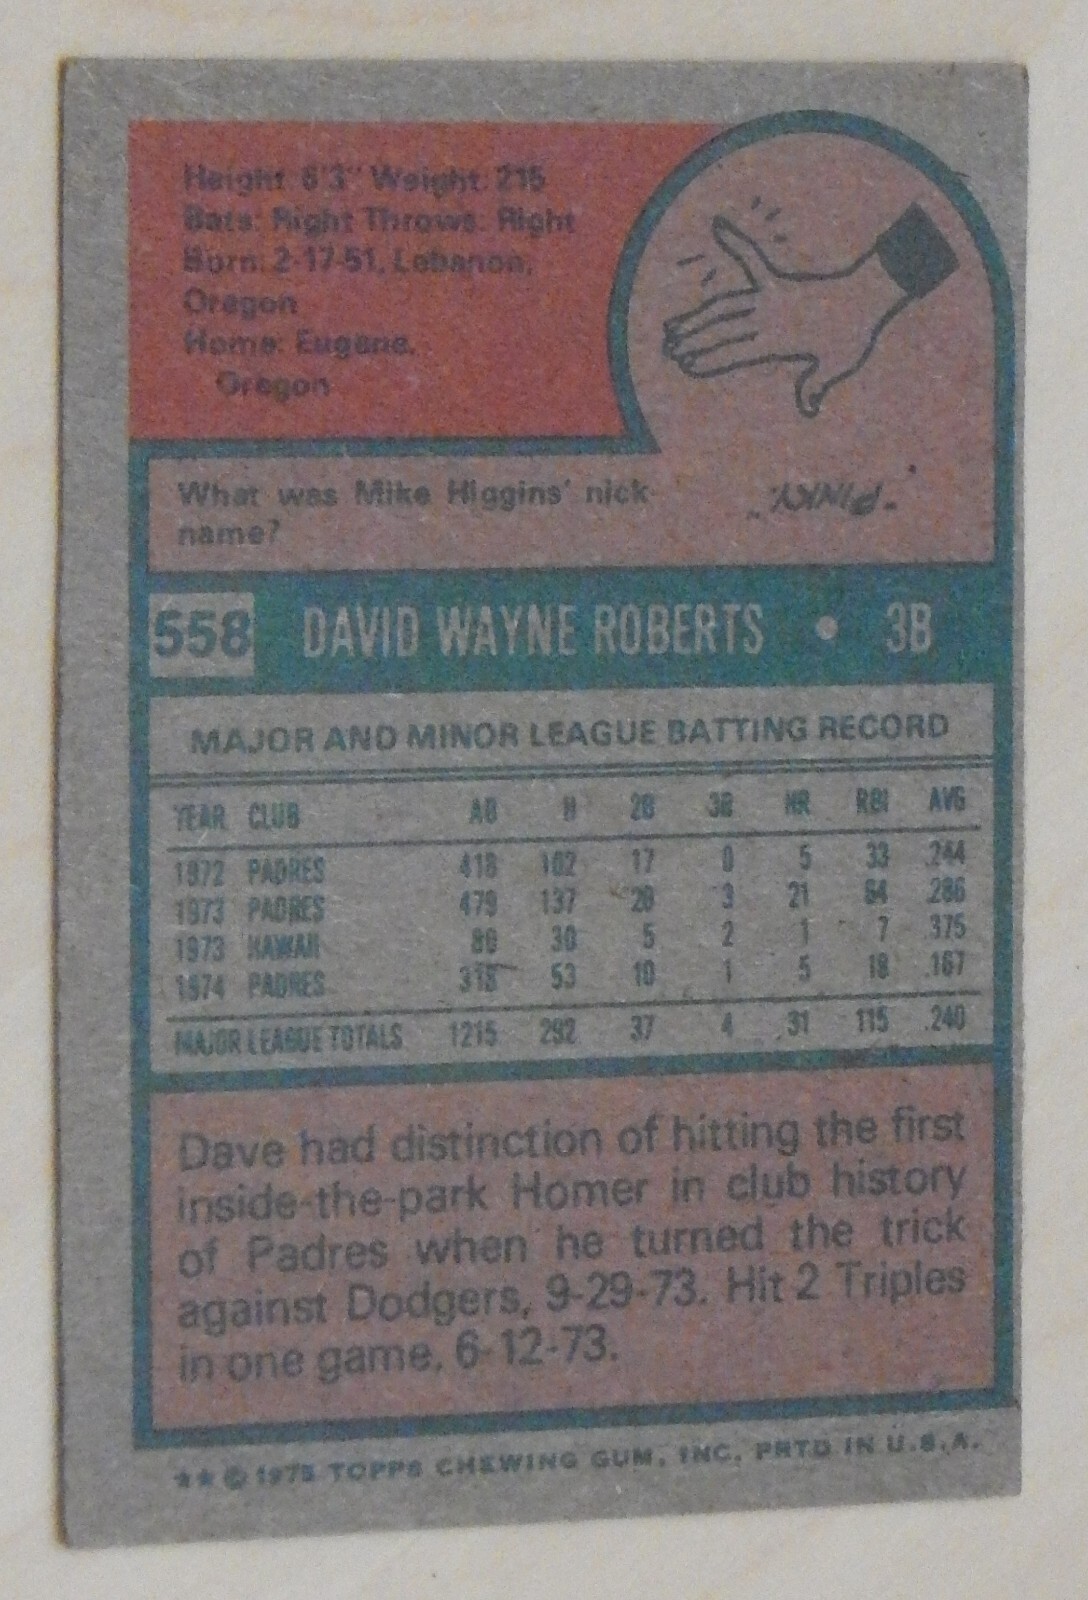 Height: 6'3" Weight: 215
Bats: Right Throws: Right
Born: 2-17-51, Lebanon,
Oregon
Home: Eugene,
Oregon
What was Mike Higgins' nick-
name?
"PINKY."
558 DAVID WAYNE ROBERTS • 3B
MAJOR AND MINOR LEAGUE BATTING RECORD
YEAR CLUB AB H 2B 3B HR RBI AVG
1972 PADRES 418 102 17 0 5 33 .244
1973 PADRES 479 137 20 3 21 64 .286
1973 HAWAII 80 30 5 2 1 7 .375
1974 PADRES 318 53 10 1 5 18 .167
MAJOR LEAGUE TOTALS 1215 292 37 4 31 115 .240
Dave had distinction of hitting the first
inside-the-park Homer in club history
of Padres when he turned the trick
against Dodgers, 9-29-73. Hit 2 Triples
in one game, 6-12-73.
★★ © 1975 TOPPS CHEWING GUM, INC. PRTD IN U.S.A.